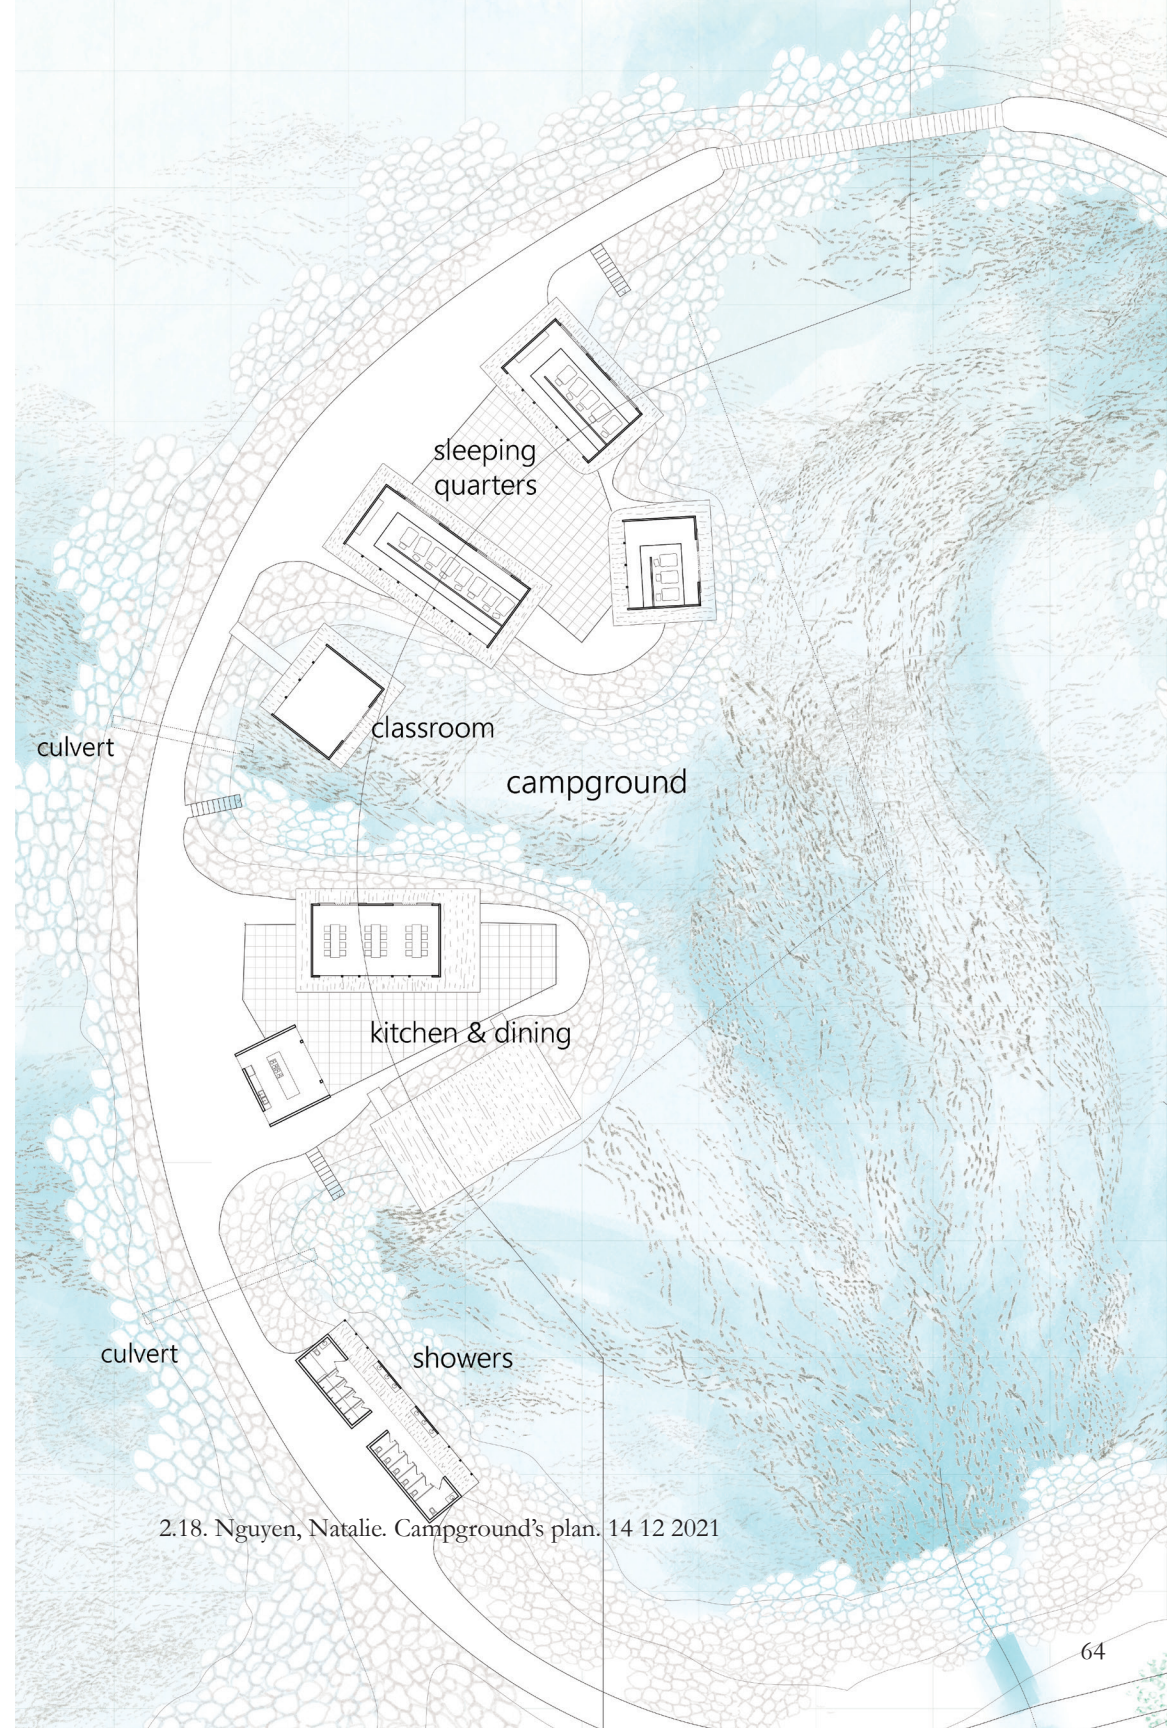 sleeping
quarters
classroom
culvert
campground
kitchen & dining
culvert
showers
2.18. Nguyen, Natalie. Campground’s plan. 14 12 2021
64